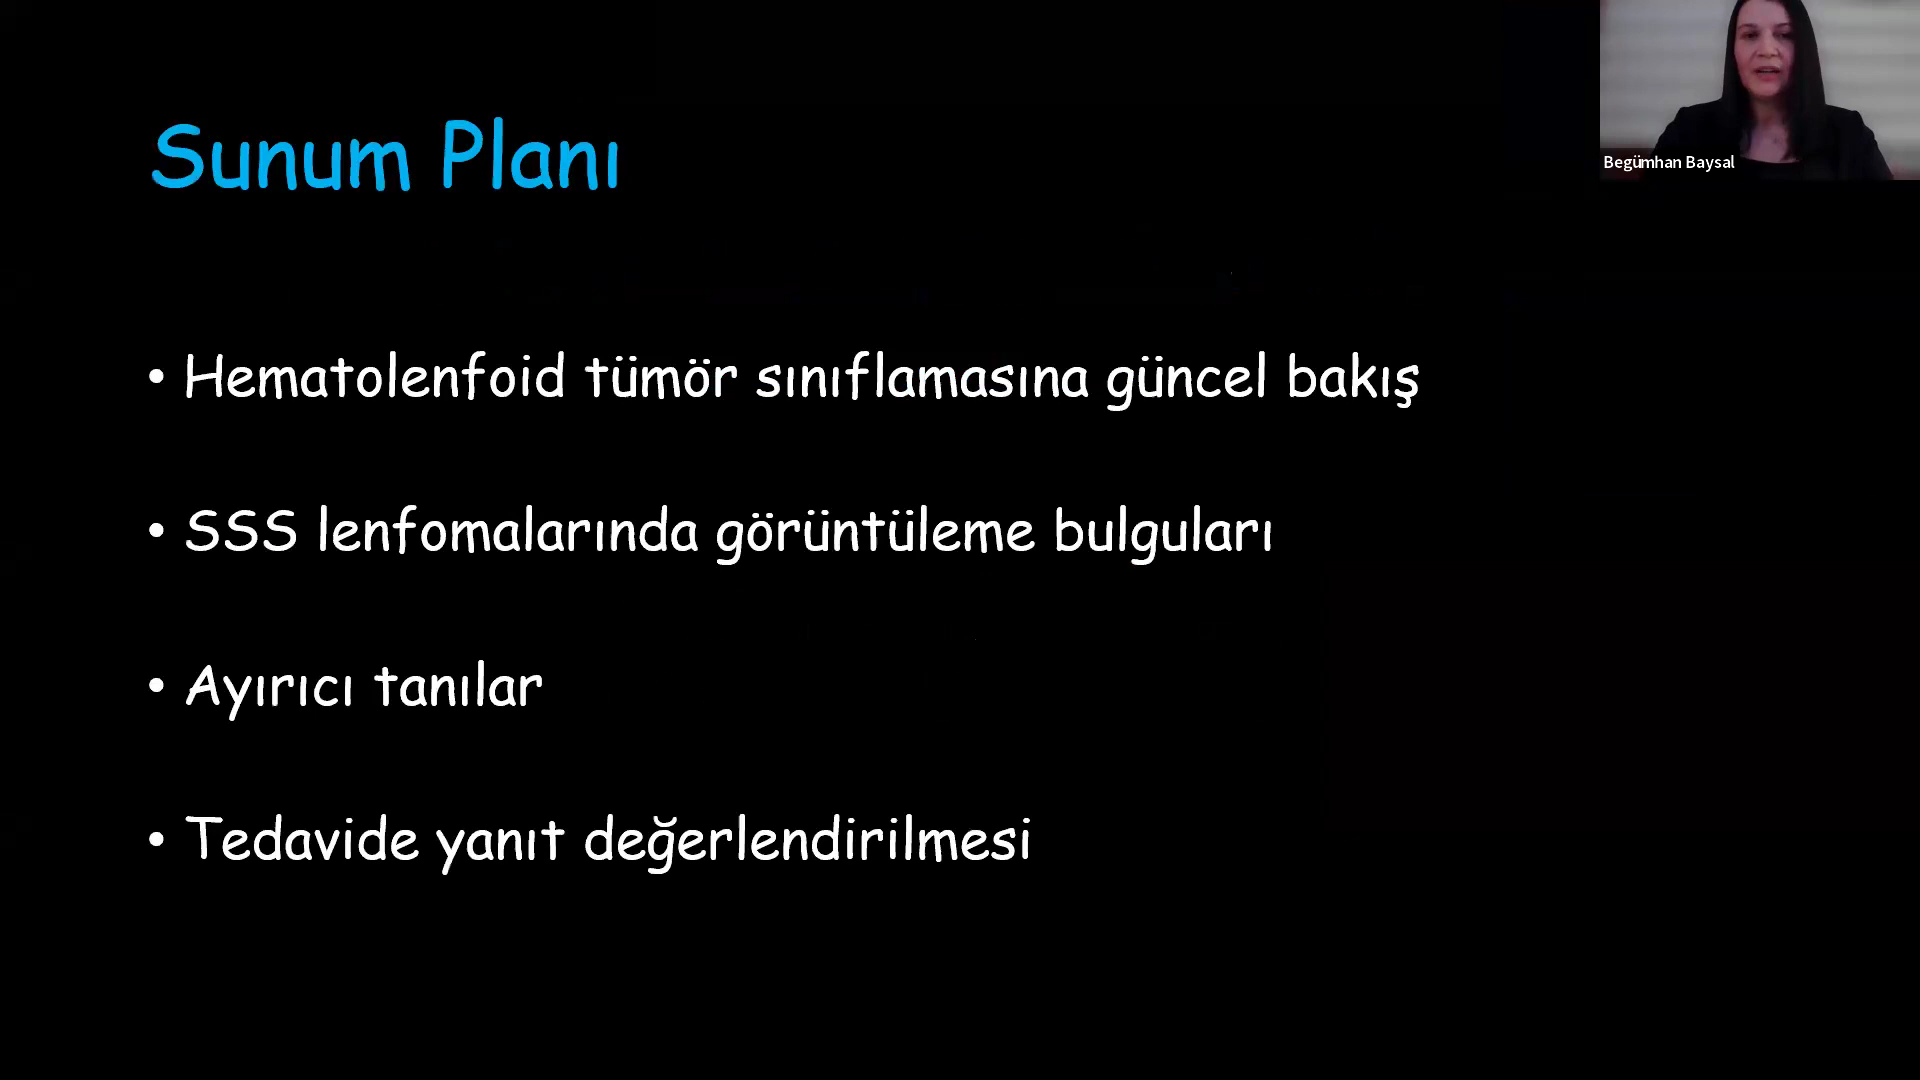 Sunum Planı
Begümhan Baysal
• Hematolenfoid tümör sınıflamasına güncel bakış
• SSS lenfomalarında görüntüleme bulguları
• Ayırıcı tanılar
• Tedavide yanıt değerlendirilmesi